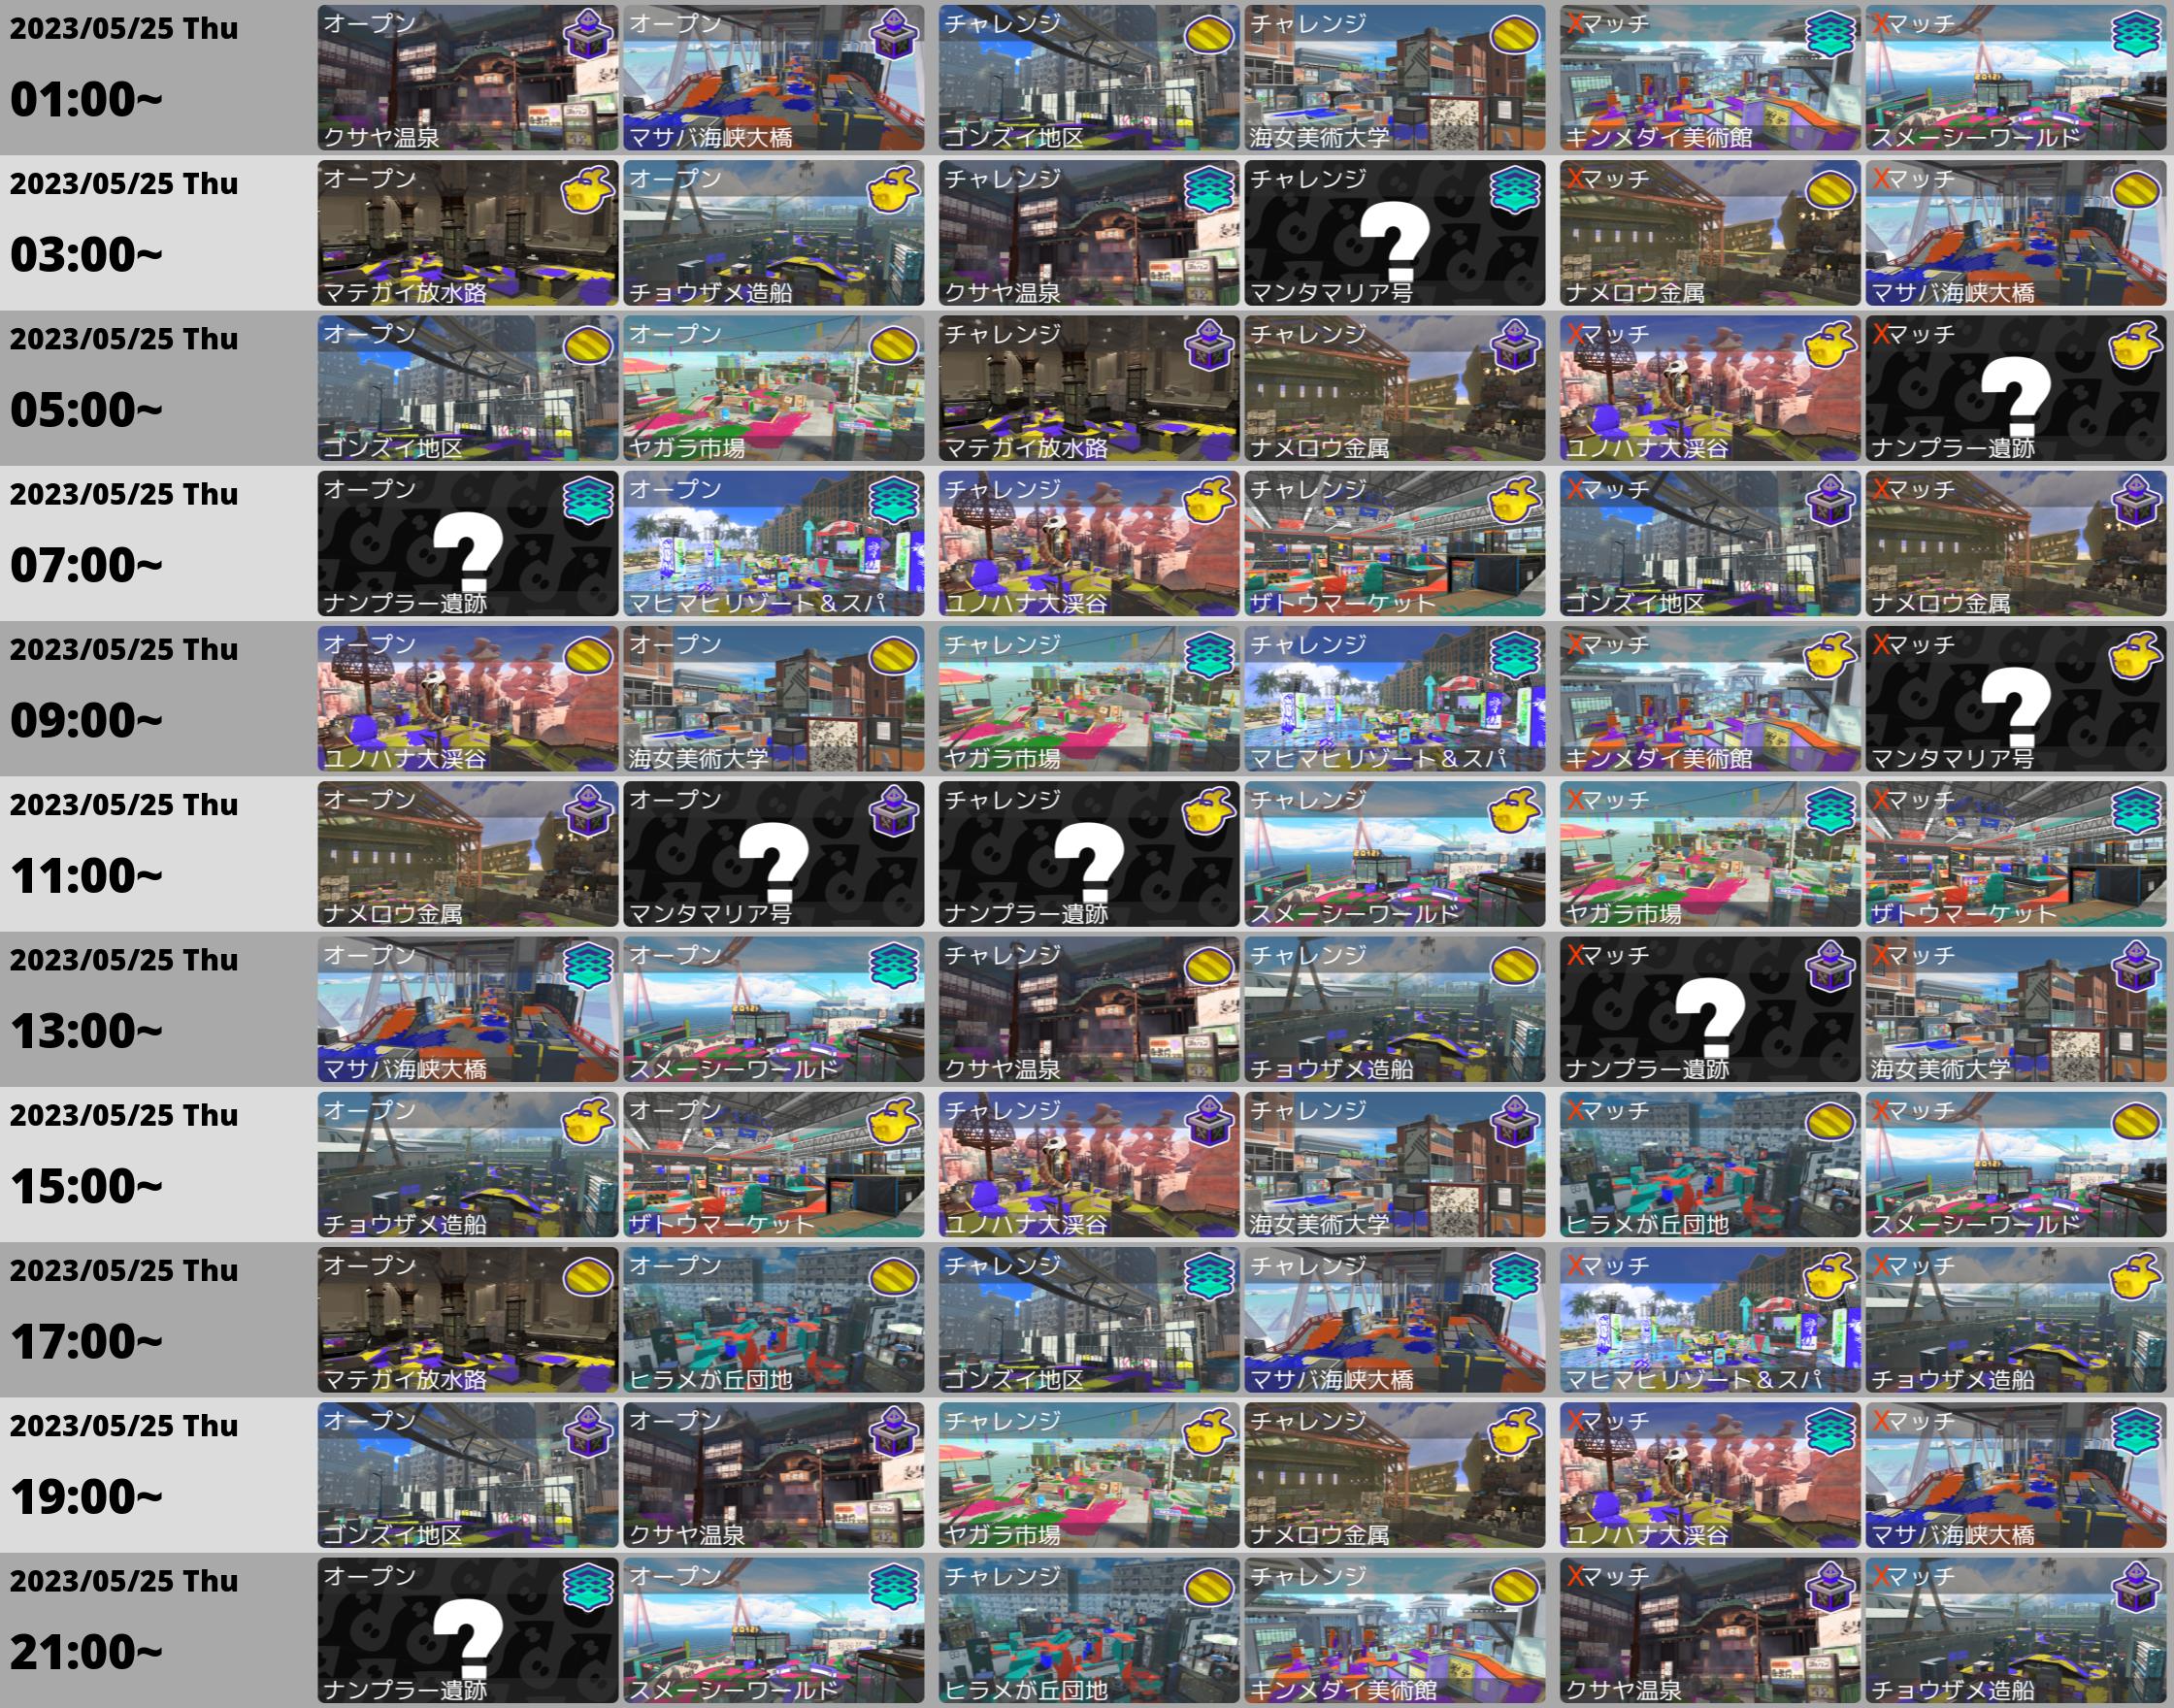 2023/05/25 Thu
01:00~
オープン
クサヤ温泉
オープン
マサバ海峡大橋
チャレンジ
ゴンズイ地区
チャレンジ
海女美術大学
Xマッチ
キンメダイ美術館
Xマッチ
スメーシーワールド
2023/05/25 Thu
03:00~
オープン
マテガイ放水路
オープン
チョウザメ造船
チャレンジ
クサヤ温泉
チャレンジ
?
マンタマリア号
Xマッチ
ナメロウ金属
Xマッチ
マサバ海峡大橋
2023/05/25 Thu
05:00~
オープン
ゴンズイ地区
オープン
ヤガラ市場
チャレンジ
マテガイ放水路
チャレンジ
ナメロウ金属
Xマッチ
ユノハナ大渓谷
Xマッチ
?
ナンプラー遺跡
2023/05/25 Thu
07:00~
オープン
?
ナンプラー遺跡
オープン
マヒマヒリゾート&スパ
チャレンジ
ユノハナ大渓谷
チャレンジ
ザトウマーケット
Xマッチ
ゴンズイ地区
Xマッチ
ナメロウ金属
2023/05/25 Thu
09:00~
オープン
ユノハナ大渓谷
オープン
海女美術大学
チャレンジ
ヤガラ市場
チャレンジ
マヒマヒリゾート&スパ
Xマッチ
キンメダイ美術館
Xマッチ
?
マンタマリア号
2023/05/25 Thu
11:00~
オープン
ナメロウ金属
オープン
?
マンタマリア号
チャレンジ
?
ナンプラー遺跡
チャレンジ
スメーシーワールド
Xマッチ
ヤガラ市場
Xマッチ
ザトウマーケット
2023/05/25 Thu
13:00~
オープン
マサバ海峡大橋
オープン
スメーシーワールド
チャレンジ
クサヤ温泉
チャレンジ
チョウザメ造船
Xマッチ
?
ナンプラー遺跡
Xマッチ
海女美術大学
2023/05/25 Thu
15:00~
オープン
チョウザメ造船
オープン
ザトウマーケット
チャレンジ
ユノハナ大渓谷
チャレンジ
海女美術大学
Xマッチ
ヒラメが丘団地
Xマッチ
スメーシーワールド
2023/05/25 Thu
17:00~
オープン
マテガイ放水路
オープン
ヒラメが丘団地
チャレンジ
ゴンズイ地区
チャレンジ
マサバ海峡大橋
Xマッチ
マヒマヒリゾート&スパ
Xマッチ
チョウザメ造船
2023/05/25 Thu
19:00~
オープン
ゴンズイ地区
オープン
クサヤ温泉
チャレンジ
ヤガラ市場
チャレンジ
ナメロウ金属
Xマッチ
ユノハナ大渓谷
Xマッチ
マサバ海峡大橋
2023/05/25 Thu
21:00~
オープン
?
ナンプラー遺跡
オープン
スメーシーワールド
チャレンジ
ヒラメが丘団地
チャレンジ
キンメダイ美術館
Xマッチ
クサヤ温泉
Xマッチ
チョウザメ造船